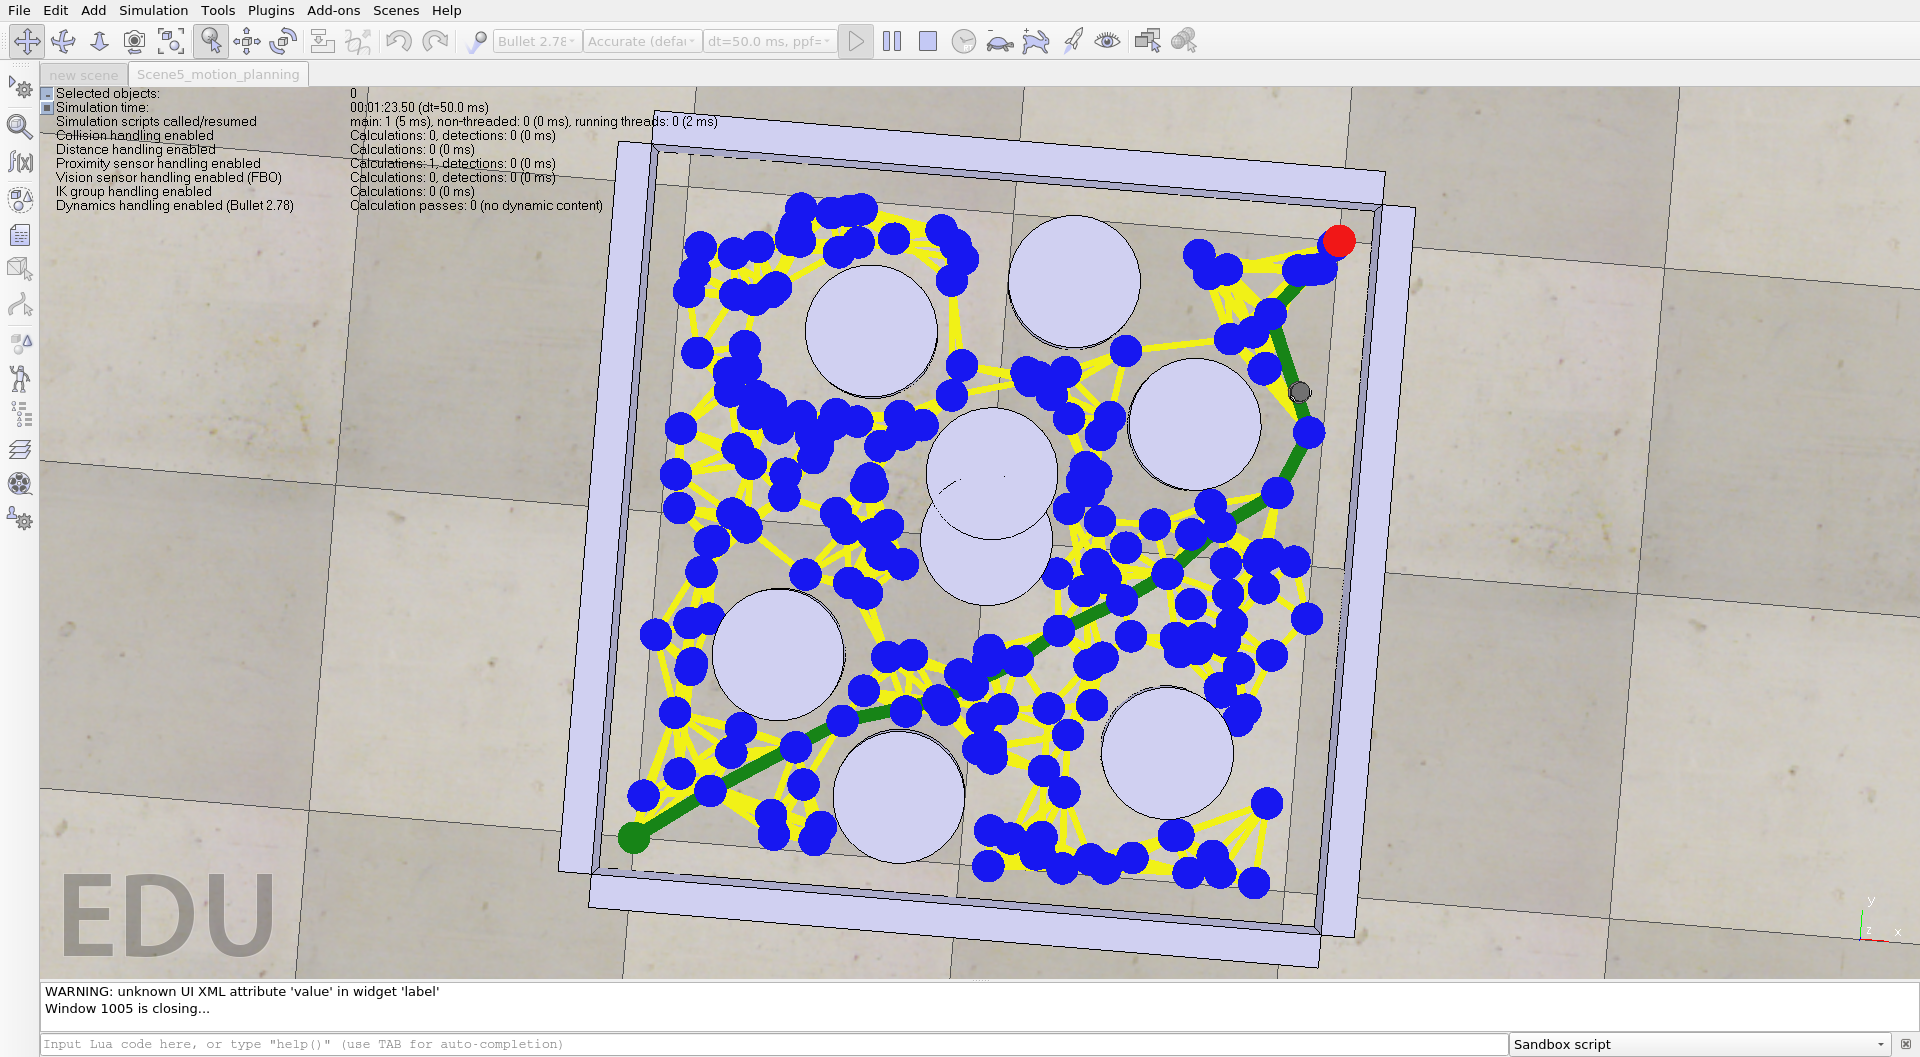 File Edit Add Simulation Tools Plugins Add-ons Scenes Help
Bullet 2.78 Accurate (defau dt=50.0 ms, ppf=
new scene Scene5_motion_planning
Selected objects: 0
Simulation time: 00:01:23.50 (dt=50.0 ms)
Simulation scripts called/resumed main: 1 (5 ms), non-threaded: 0 (0 ms), running threads: 0 (2 ms)
Collision handling enabled Calculations: 0, detections: 0 (0 ms)
Distance handling enabled Calculations: 0 (0 ms)
Proximity sensor handling enabled Calculations: 1, detections: 0 (0 ms)
Vision sensor handling enabled (FBO) Calculations: 0, detections: 0 (0 ms)
IK group handling enabled Calculations: 0 (0 ms)
Dynamics handling enabled (Bullet 2.78) Calculation passes: 0 (no dynamic content)
EDU
y
z x
WARNING: unknown UI XML attribute 'value' in widget 'label'
Window 1005 is closing...
Input Lua code here, or type "help()" (use TAB for auto-completion) Sandbox script